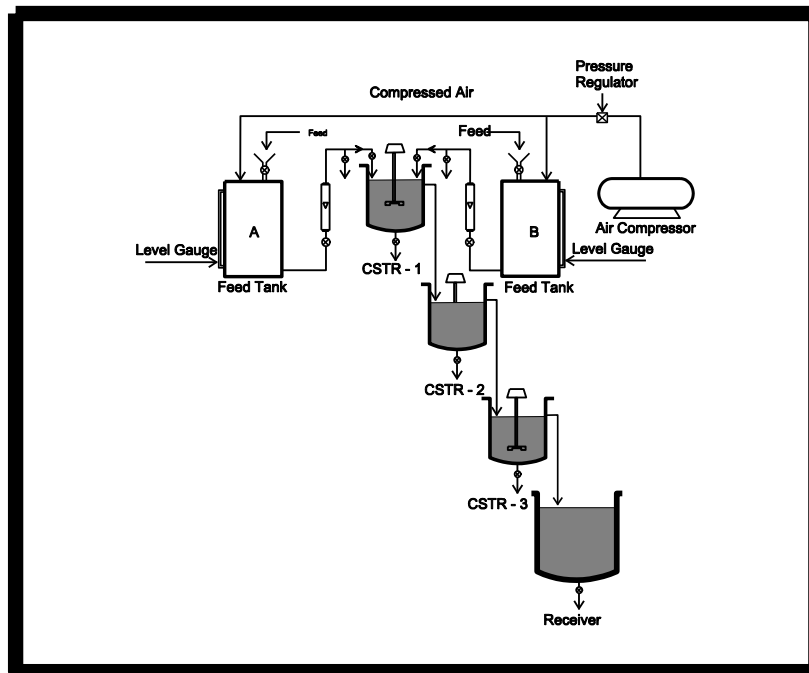 Pressure
Regulator
Compressed Air
Feed
Feed
A
B
Air Compressor
Level Gauge
Level Gauge
CSTR - 1
Feed Tank
Feed Tank
CSTR - 2
CSTR - 3
Receiver